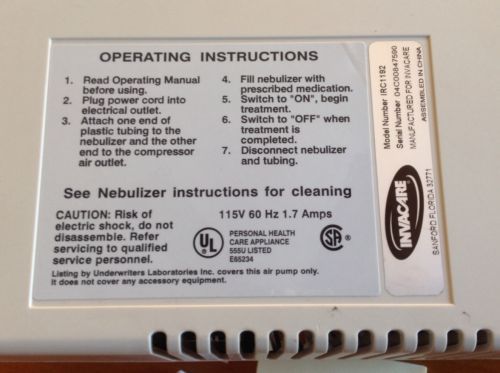 OPERATING INSTRUCTIONS
1. Read Operating Manual
before using.
2. Plug power cord into
electrical outlet.
3. Attach one end of
plastic tubing to the
nebulizer and the other
end to the compressor
air outlet.
4. Fill nebulizer with
prescribed medication.
5. Switch to "ON", begin
treatment.
6. Switch to "OFF" when
treatment is
completed.
7. Disconnect nebulizer
and tubing.
See Nebulizer instructions for cleaning
CAUTION: Risk of
electric shock, do not
disassemble. Refer
servicing to qualified
service personnel.
115V 60 Hz 1.7 Amps
UL
PERSONAL HEALTH
CARE APPLIANCE
555U LISTED
E65234
SA
Listing by Underwriters Laboratories Inc. covers this air pump only.
It does not cover any accessory equipment.
Model Number IRC1192
Serial Number 04C00847590
MANUFACTURED FOR INVACARE
ASSEMBLED IN CHINA
INVACARE
SANFORD, FLORIDA 32771